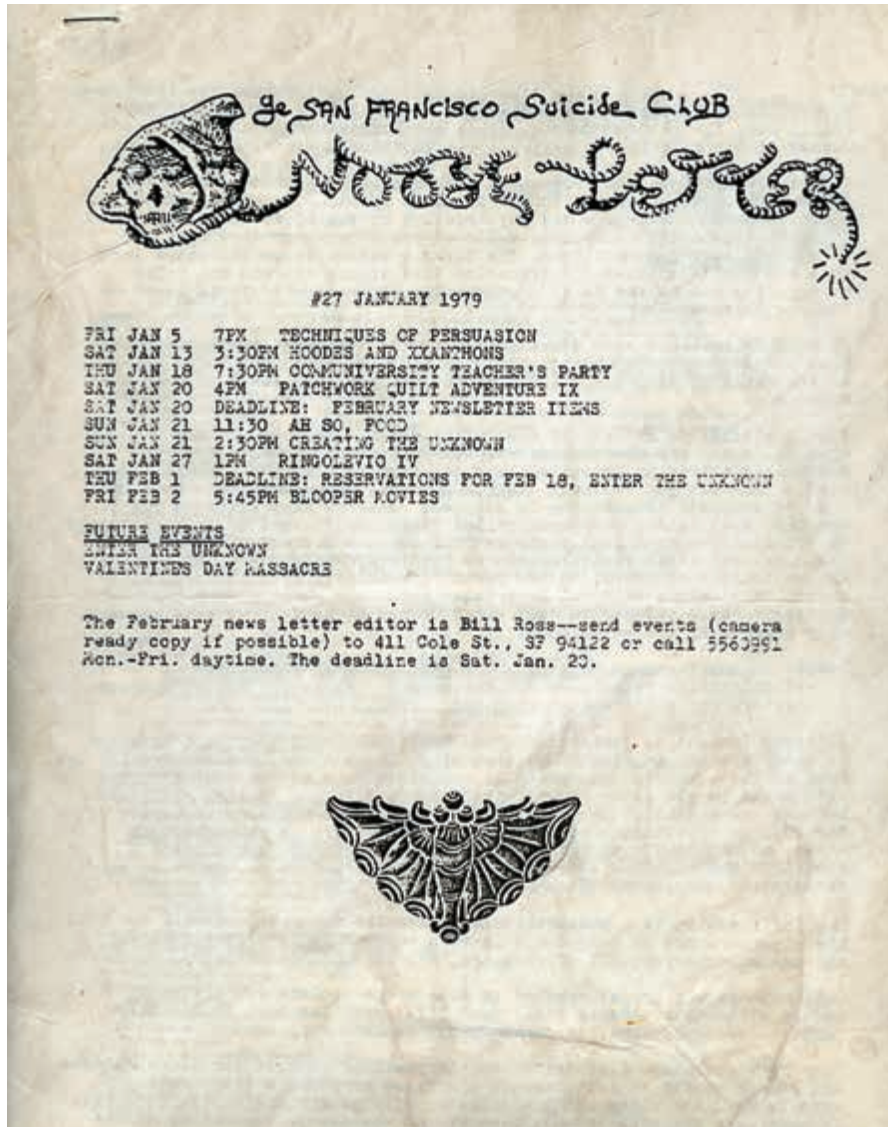 ye SAN FRANCISCO Suicide CLUB
NOOSE LETTER
#27 JANUARY 1979
FRI JAN 5 7PM TECHNIQUES OF PERSUASION
SAT JAN 13 3:30PM HOODES AND XXANTHONS
THU JAN 18 7:30PM COMMUNIVERSITY TEACHER'S PARTY
SAT JAN 20 4PM PATCHWORK QUILT ADVENTURE IX
SAT JAN 20 DEADLINE: FEBRUARY NEWSLETTER ITEMS
SUN JAN 21 11:30 AH SO, FOOD
SUN JAN 21 2:30PM CREATING THE UNKNOWN
SAT JAN 27 1PM RINGOLEVIO IV
THU FEB 1 DEADLINE: RESERVATIONS FOR FEB 18, ENTER THE UNKNOWN
FRI FEB 2 5:45PM BLOOPER MOVIES
FUTURE EVENTS
ENTER THE UNKNOWN
VALENTINE'S DAY MASSACRE
The February news letter editor is Bill Ross--send events (camera
ready copy if possible) to 411 Cole St., SF 94122 or call 5560991
Mon.-Fri. daytime. The deadline is Sat. Jan. 20.